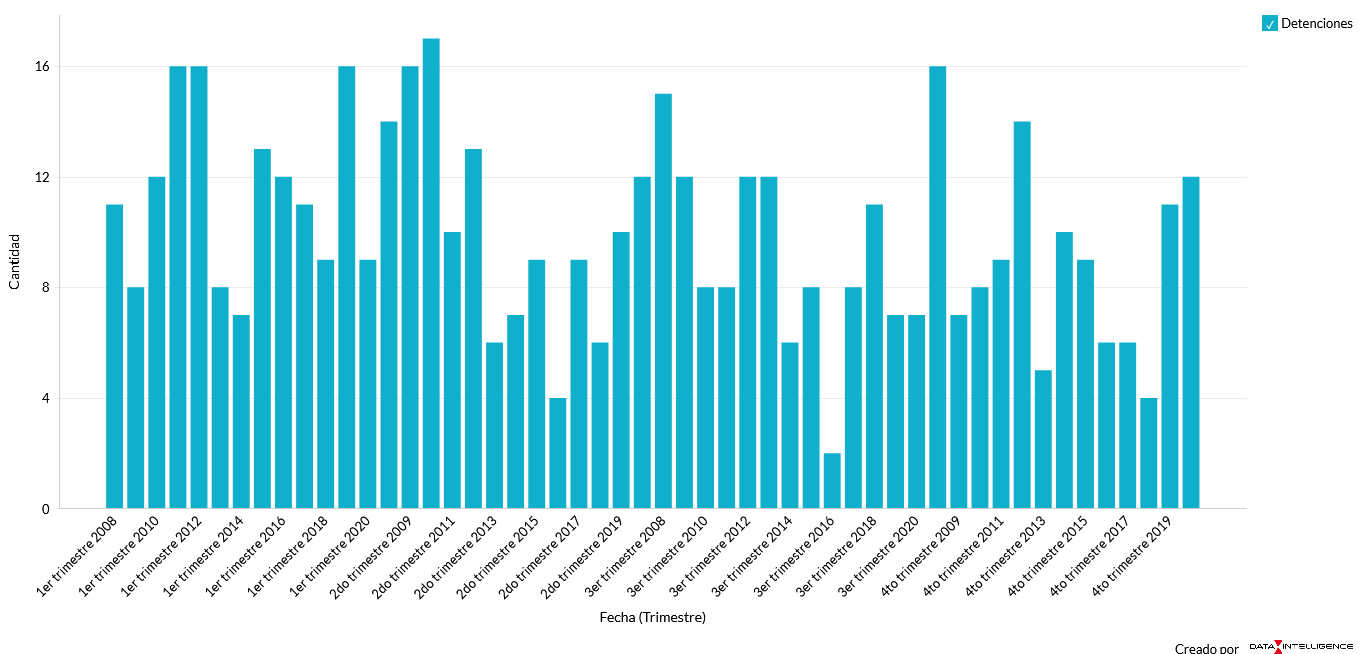 Detenciones
Cantidad
16
12
8
4
0
1er trimestre 2008
1er trimestre 2010
1er trimestre 2012
1er trimestre 2014
1er trimestre 2016
1er trimestre 2018
1er trimestre 2020
2do trimestre 2009
2do trimestre 2011
2do trimestre 2013
2do trimestre 2015
2do trimestre 2017
2do trimestre 2019
3er trimestre 2008
3er trimestre 2010
3er trimestre 2012
3er trimestre 2014
3er trimestre 2016
3er trimestre 2018
3er trimestre 2020
4to trimestre 2009
4to trimestre 2011
4to trimestre 2013
4to trimestre 2015
4to trimestre 2017
4to trimestre 2019
Fecha (Trimestre)
Creado por DATA INTELLIGENCE